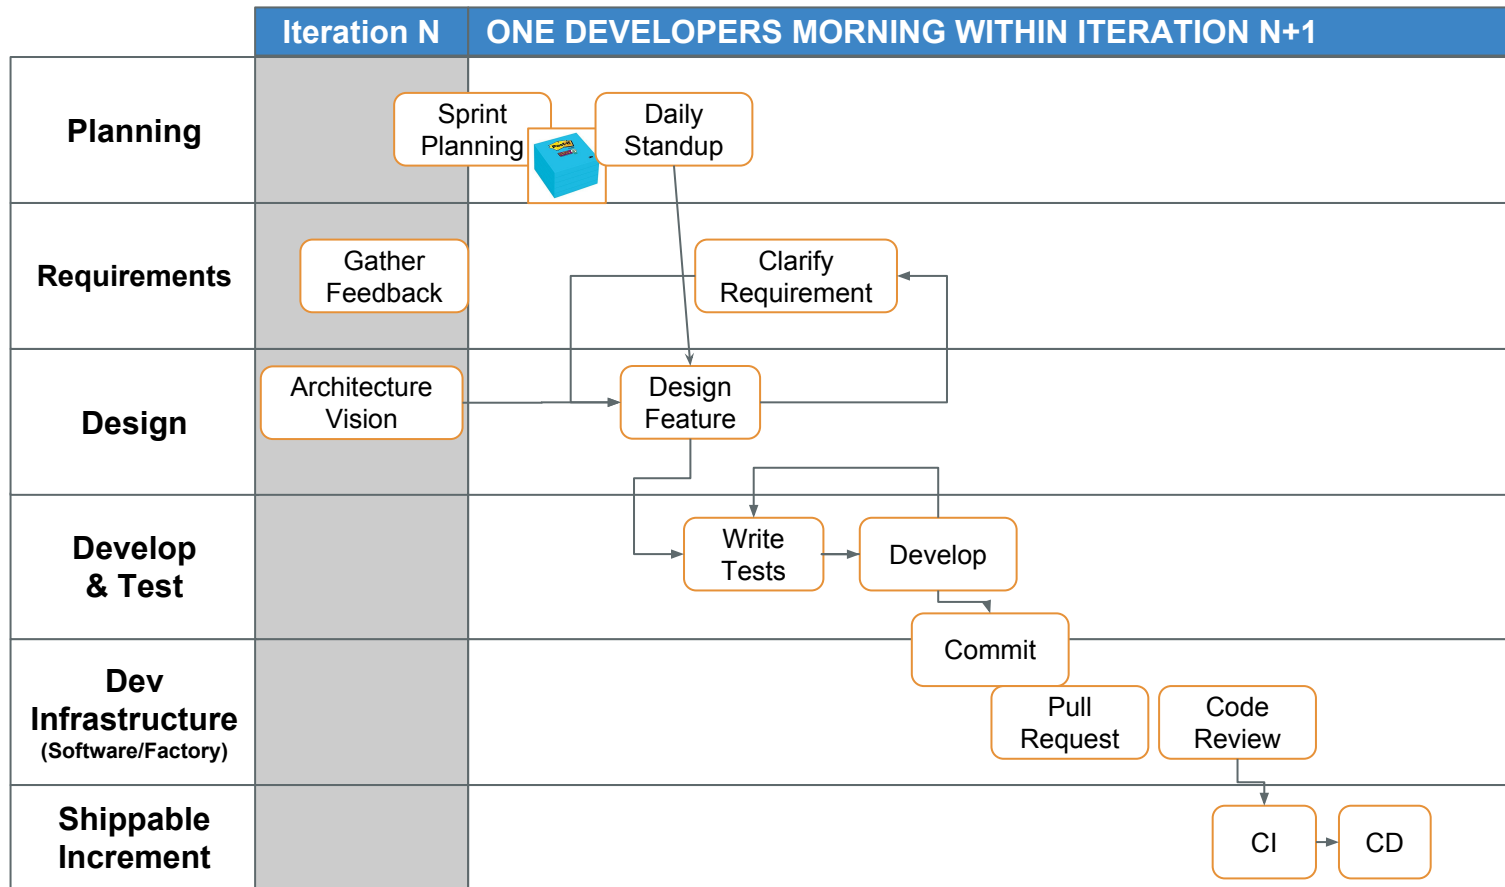 Iteration N
ONE DEVELOPERS MORNING WITHIN ITERATION N+1
Planning
Sprint
Planning
Post-it
Daily
Standup
Requirements
Gather
Feedback
Clarify
Requirement
Design
Architecture
Vision
Design
Feature
Develop
& Test
Write
Tests
Develop
Commit
Dev
Infrastructure
(Software/Factory)
Pull
Request
Code
Review
Shippable
Increment
CI
CD